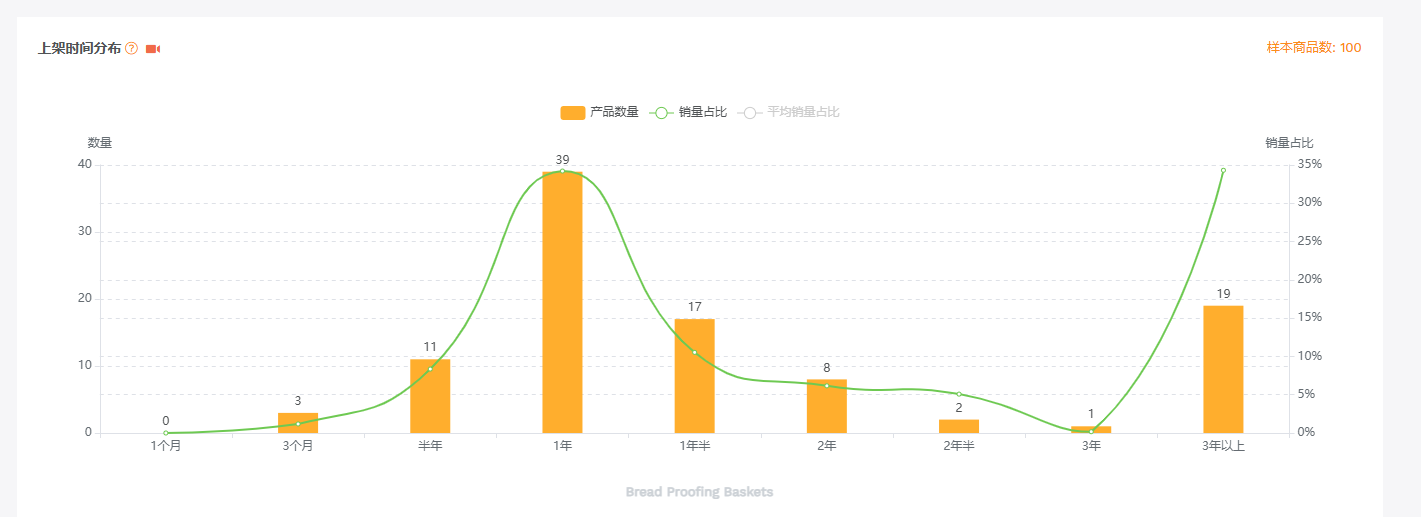 上架时间分布 ?
样本商品数: 100
产品数量 销量占比 平均销量占比
数量 销量占比
40 35%
30%
30 25%
20 20%
15%
10 10%
5%
0 0%
0 3 11 39 17 8 2 1 19
1个月 3个月 半年 1年 1年半 2年 2年半 3年 3年以上
Bread Proofing Baskets